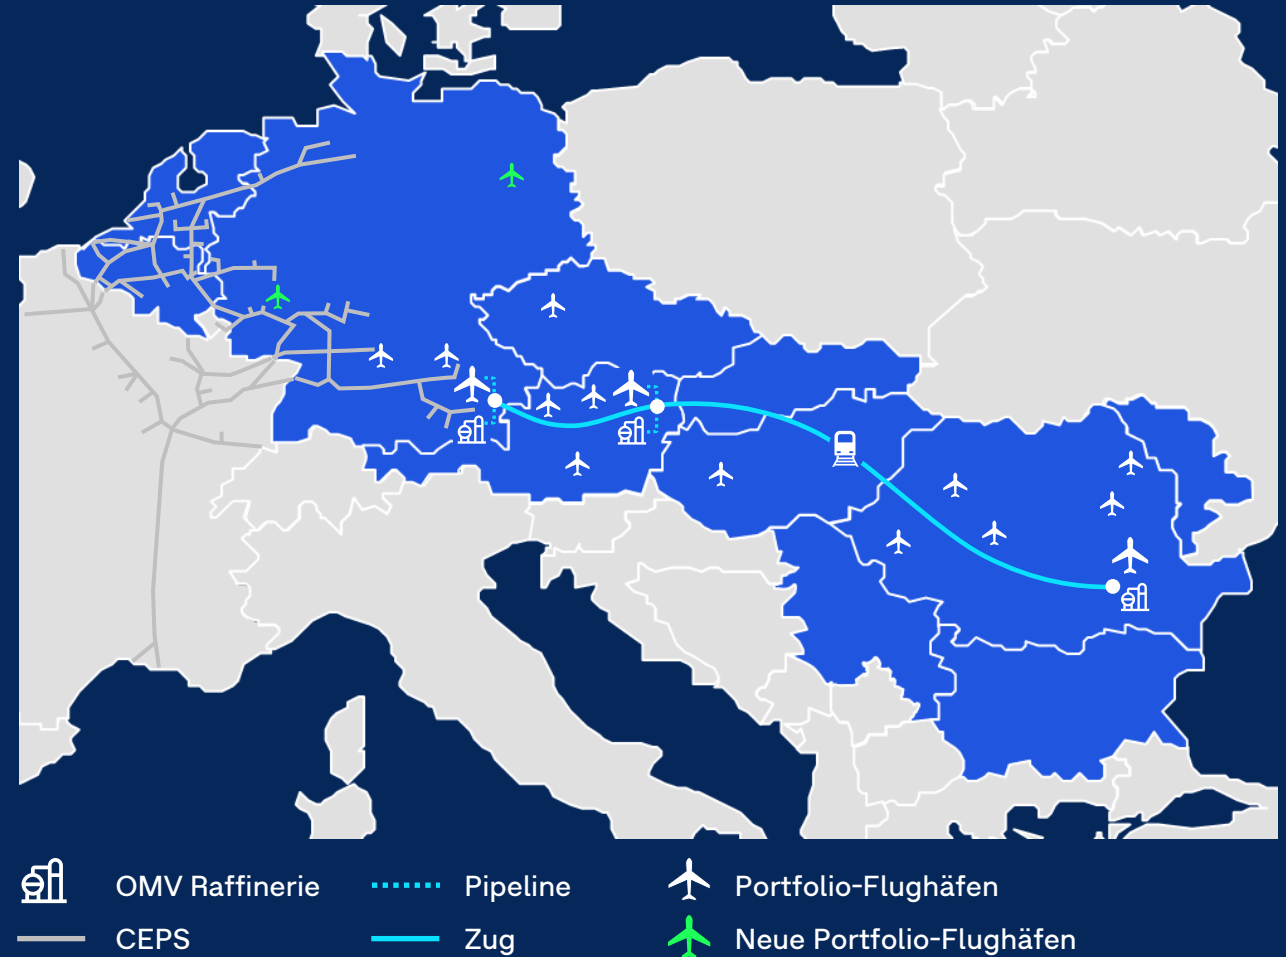 OMV Raffinerie
Pipeline
Portfolio-Flughäfen
CEPS
Zug
Neue Portfolio-Flughäfen